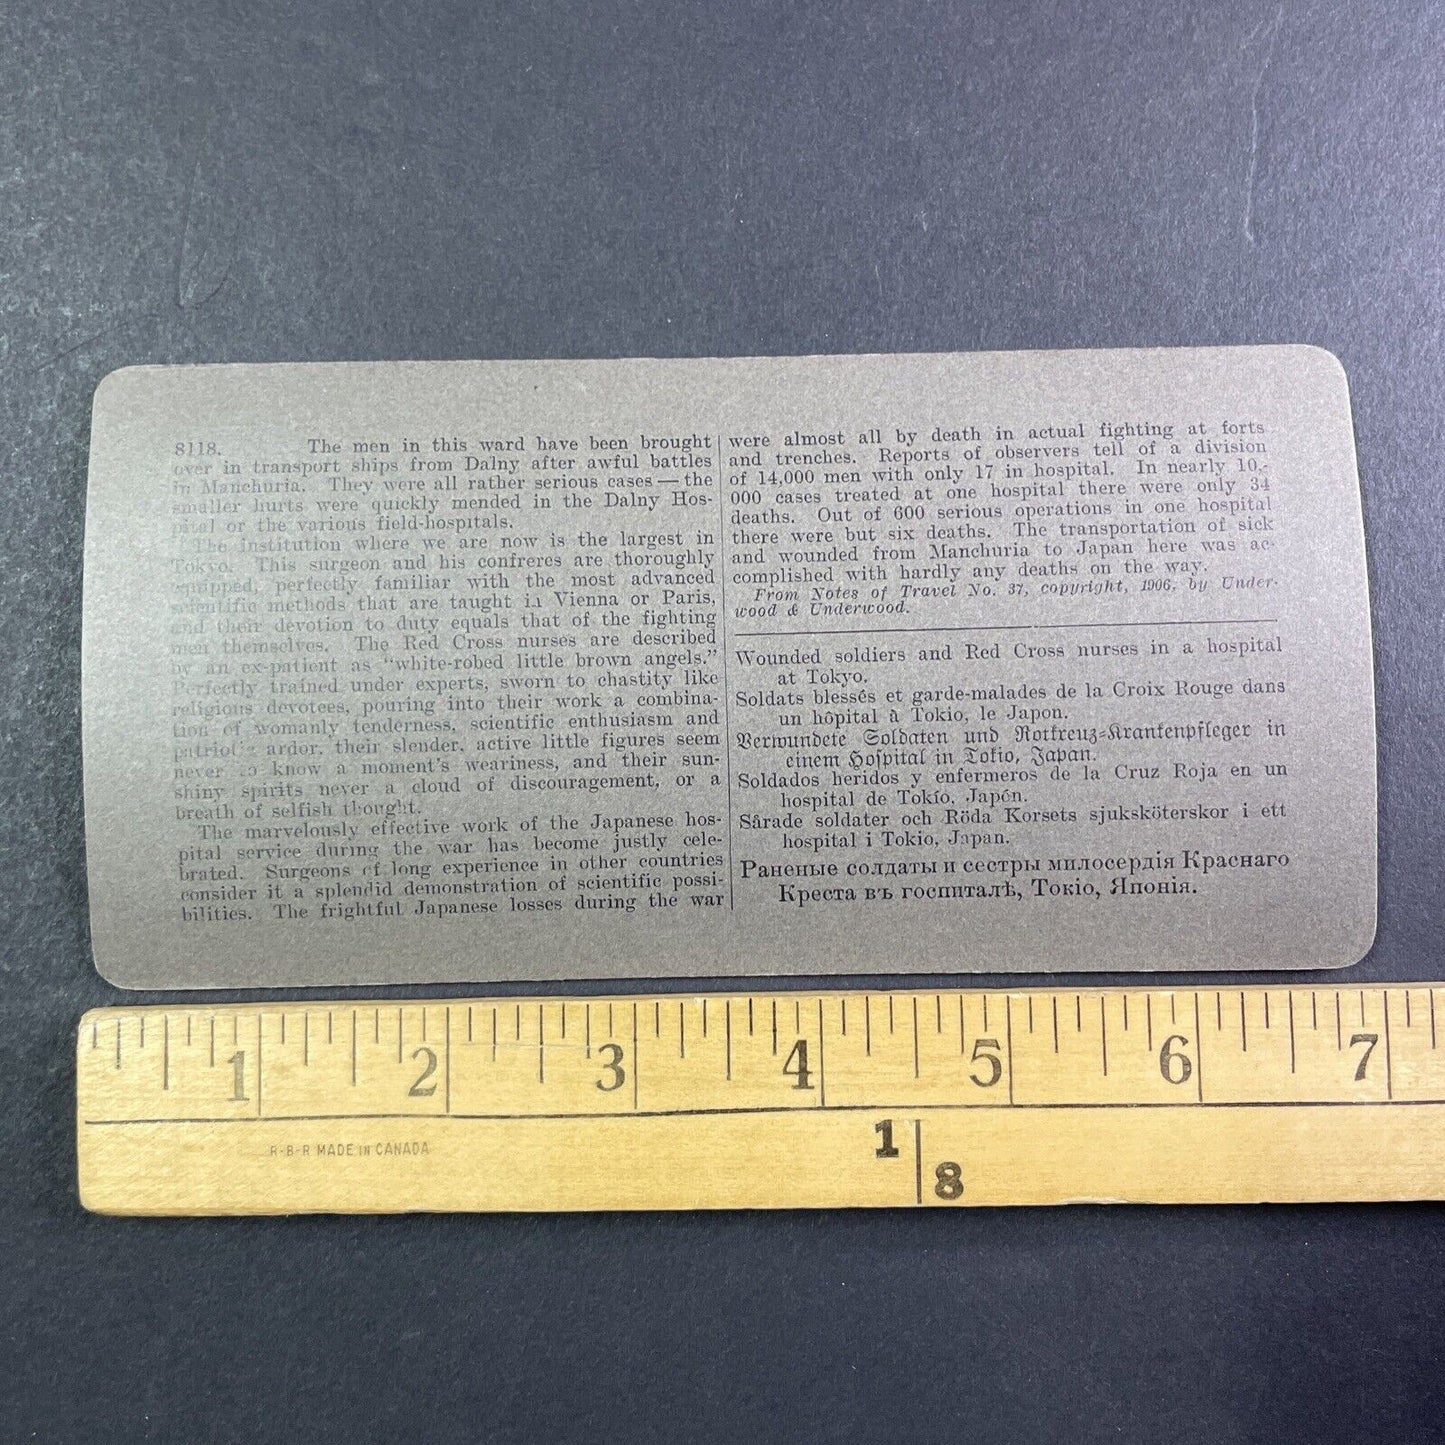 8118. The men in this ward have been brought
over in transport ships from Dalny after awful battles
in Manchuria. They were all rather serious cases — the
smaller hurts were quickly mended in the Dalny Hos-
pital or the various field-hospitals.
The institution where we are now is the largest in
Tokyo. This surgeon and his confreres are thoroughly
equipped, perfectly familiar with the most advanced
scientific methods that are taught in Vienna or Paris,
and their devotion to duty equals that of the fighting
men themselves. The Red Cross nurses are described
by an ex-patient as “white-robed little brown angels.”
Perfectly trained under experts, sworn to chastity like
religious devotees, pouring into their work a combina-
tion of womanly tenderness, scientific enthusiasm and
patriotic ardor, their slender, active little figures seem
never to know a moment's weariness, and their sun-
shiny spirits never a cloud of discouragement, or a
breath of selfish thought.
The marvelously effective work of the Japanese hos-
pital service during the war has become justly cele-
brated. Surgeons of long experience in other countries
consider it a splendid demonstration of scientific possi-
bilities. The frightful Japanese losses during the war
were almost all by death in actual fighting at forts
and trenches. Reports of observers tell of a division
of 14,000 men with only 17 in hospital. In nearly 10,-
000 cases treated at one hospital there were only 34
deaths. Out of 600 serious operations in one hospital
there were but six deaths. The transportation of sick
and wounded from Manchuria to Japan here was ac-
complished with hardly any deaths on the way.
From Notes of Travel No. 37, copyright, 1906, by Under-
wood & Underwood.
Wounded soldiers and Red Cross nurses in a hospital
at Tokyo.
Soldats blessés et garde-malades de la Croix Rouge dans
un hôpital à Tokio, le Japon.
Verwundete Soldaten und Rotkreuz-Krankenpfleger in
einem Hospital in Tokio, Japan.
Soldados heridos y enfermeros de la Cruz Roja en un
hospital de Tokío, Japón.
Sårade soldater och Röda Korsets sjuksköterskor i ett
hospital i Tokio, Japan.
Раненые солдаты и сестры милосердія Краснаго
Креста въ госпиталѣ, Токіо, Японія.
1 2 3 4 5 6 7
R-B-R MADE IN CANADA
1
8